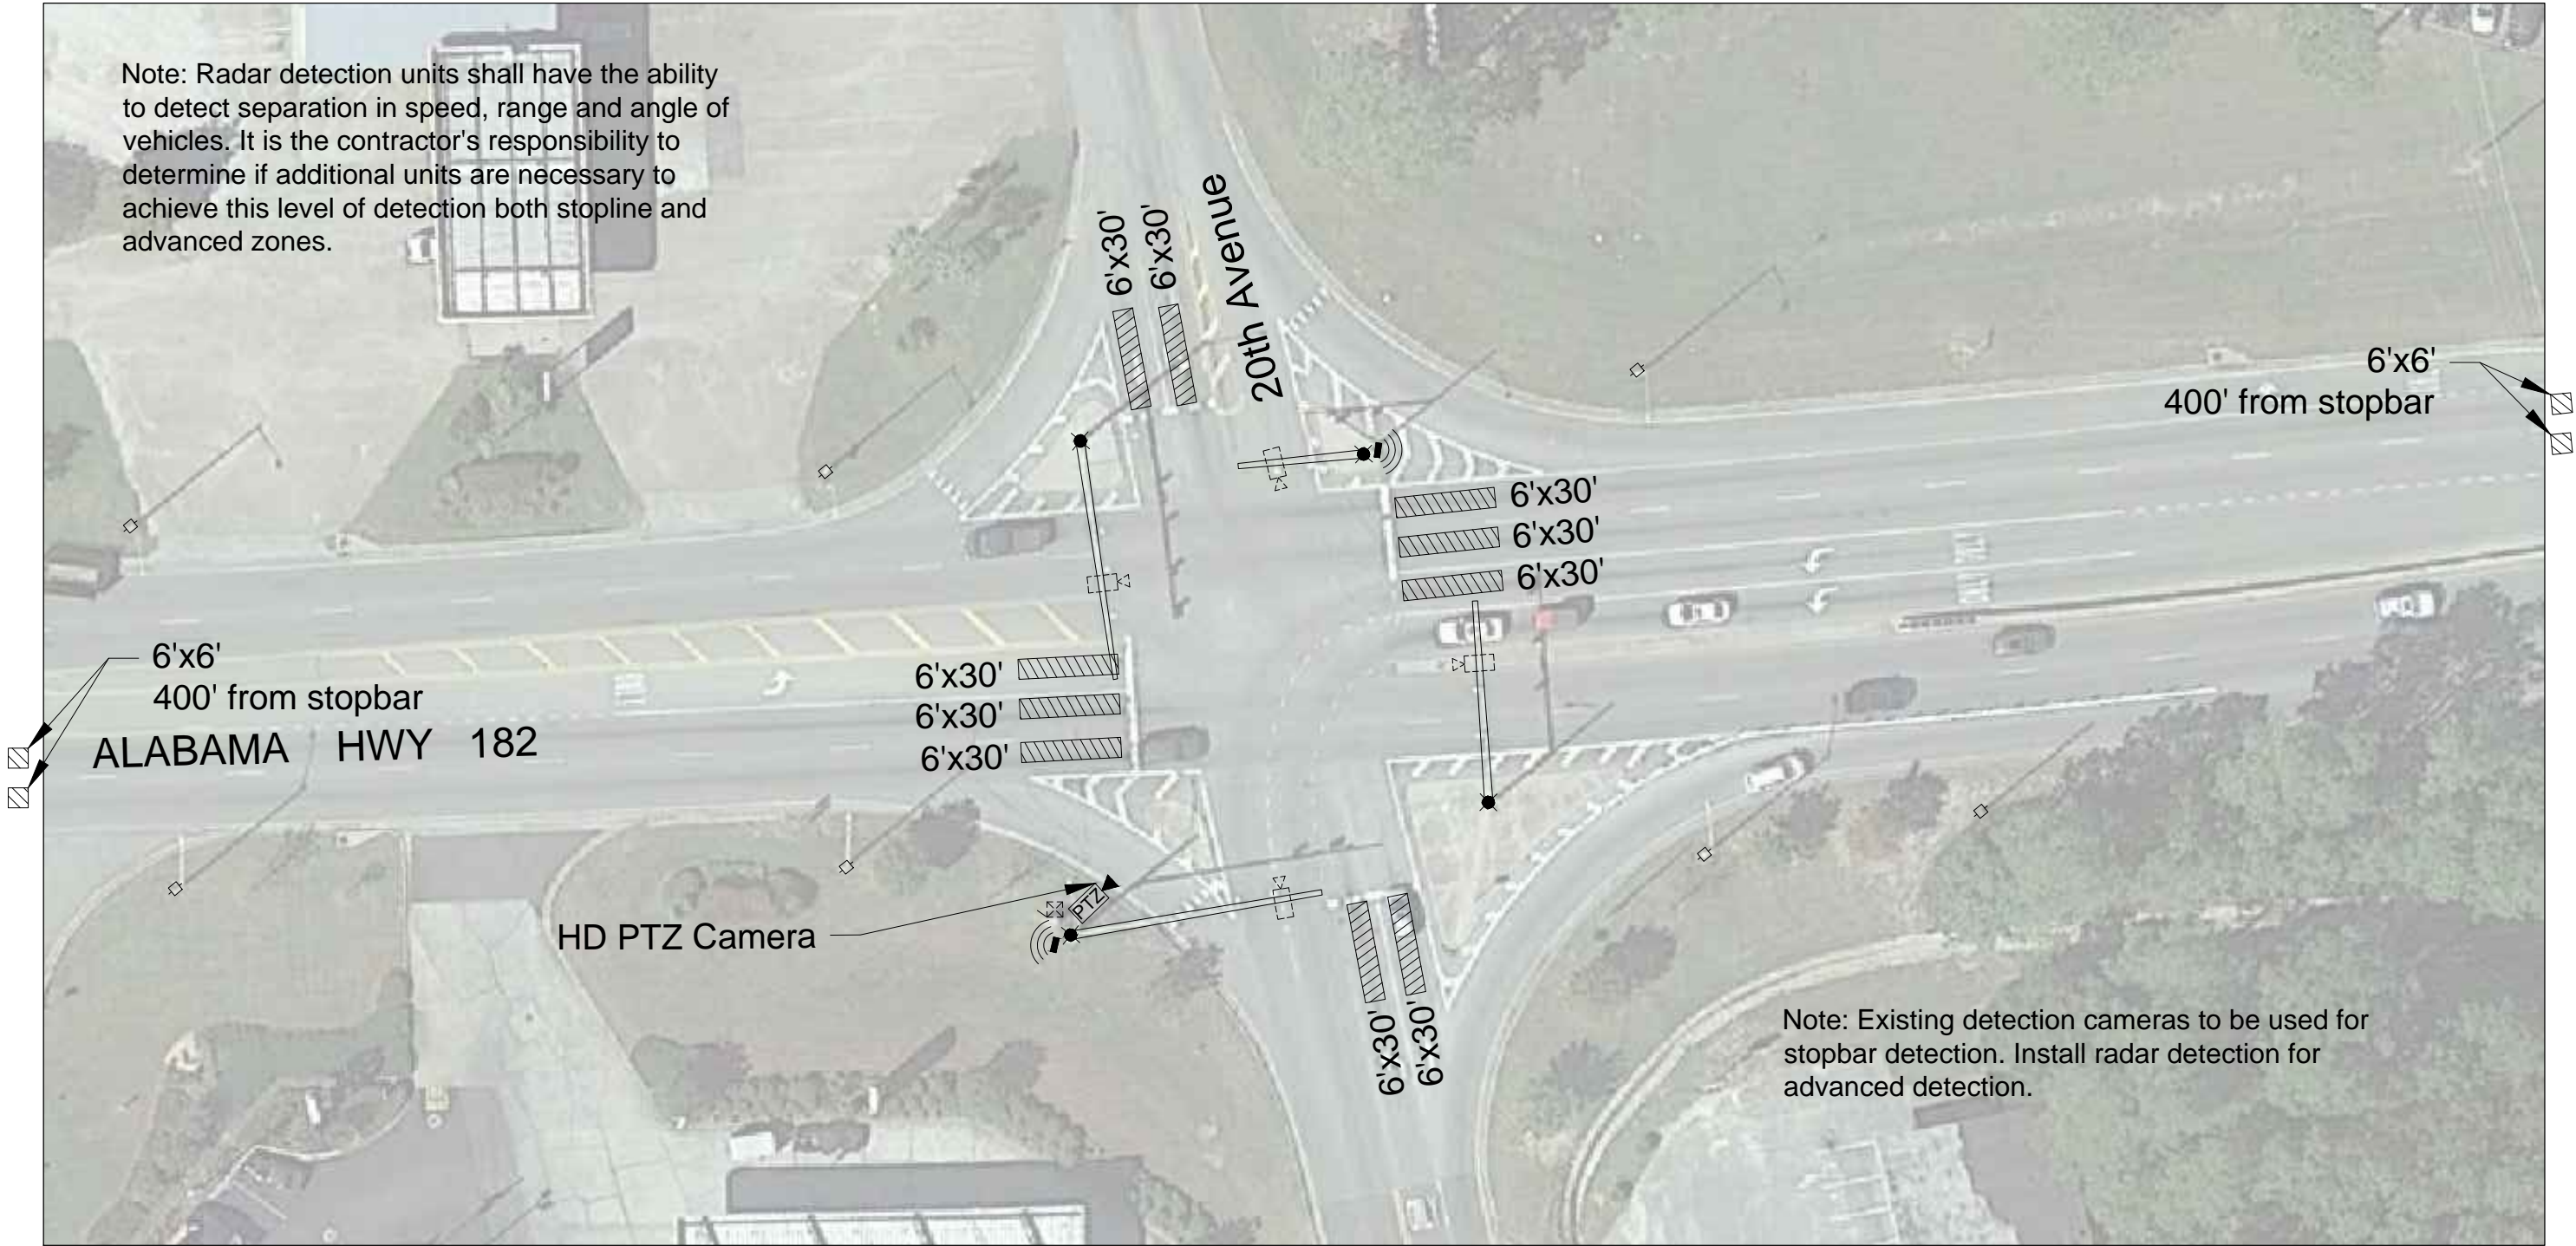 Note: Radar detection units shall have the ability
to detect separation in speed, range and angle of
vehicles. It is the contractor's responsibility to
determine if additional units are necessary to
achieve this level of detection both stopline and
advanced zones.
6'x30'
6'x30'
20th Avenue
6'x6'
400' from stopbar
6'x30'
6'x30'
6'x30'
6'x6'
400' from stopbar
ALABAMA HWY 182
6'x30'
6'x30'
6'x30'
PTZ
HD PTZ Camera
6'x30'
6'x30'
Note: Existing detection cameras to be used for
stopbar detection. Install radar detection for
advanced detection.